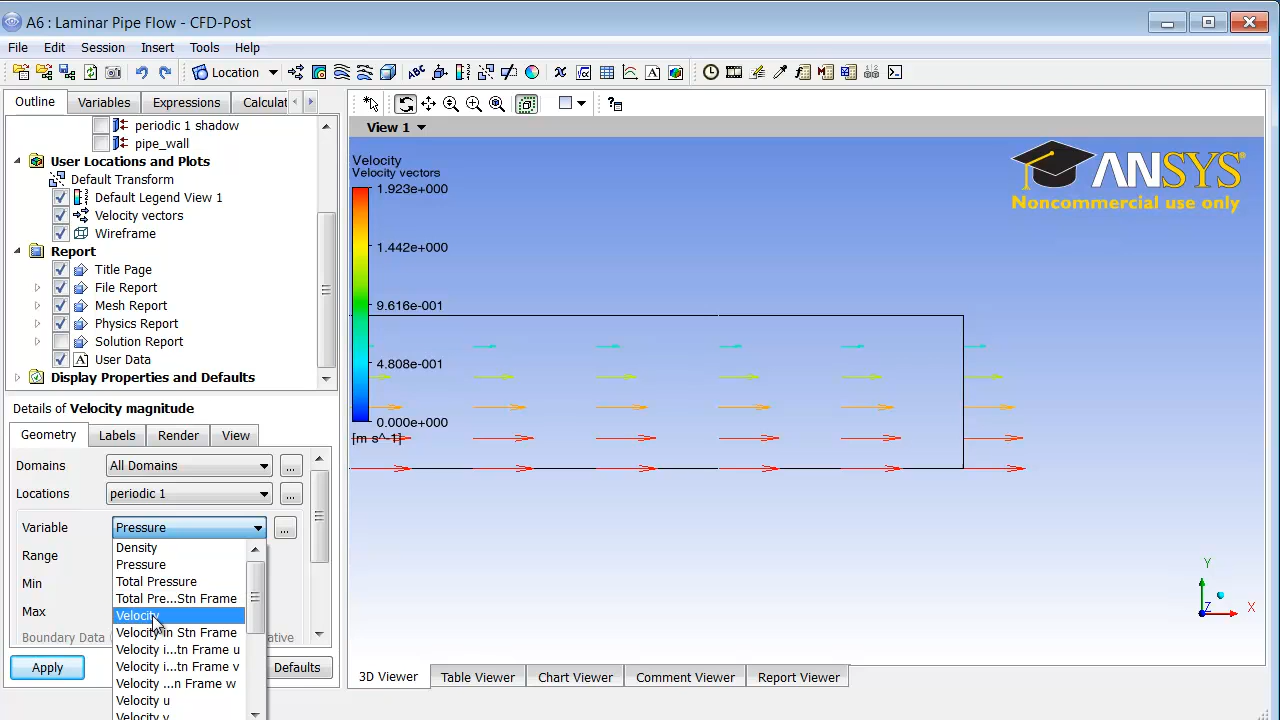 A6 : Laminar Pipe Flow - CFD-Post
File Edit Session Insert Tools Help
Location
Outline Variables Expressions Calculat
periodic 1 shadow
pipe_wall
User Locations and Plots
Default Transform
Default Legend View 1
Velocity vectors
Wireframe
Report
Title Page
File Report
Mesh Report
Physics Report
Solution Report
User Data
Display Properties and Defaults
Details of Velocity magnitude
Geometry Labels Render View
Domains All Domains ...
Locations periodic 1 ...
Variable Pressure ...
Range
Min
Max
Boundary Data
Density
Pressure
Total Pressure
Total Pre...Stn Frame
Velocity
Velocity in Stn Frame
Velocity i...tn Frame u
Velocity i...tn Frame v
Velocity ...n Frame w
Velocity u
Velocity v
Apply Defaults
View 1
Velocity
Velocity vectors
1.923e+000
1.442e+000
9.616e-001
4.808e-001
0.000e+000
[m s^-1]
ANSYS
Noncommercial use only
Y
X
Z
3D Viewer Table Viewer Chart Viewer Comment Viewer Report Viewer